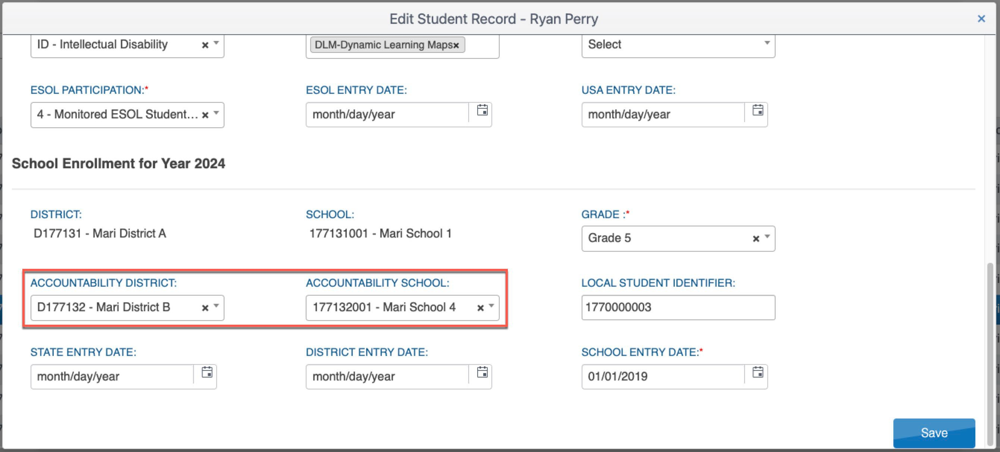 Edit Student Record - Ryan Perry
ID - Intellectual Disability
DLM-Dynamic Learning Maps
Select
ESOL PARTICIPATION:*
ESOL ENTRY DATE:
USA ENTRY DATE:
4 - Monitored ESOL Student...
month/day/year
month/day/year
School Enrollment for Year 2024
DISTRICT:
SCHOOL:
GRADE :*
D177131 - Mari District A
177131001 - Mari School 1
Grade 5
ACCOUNTABILITY DISTRICT:
ACCOUNTABILITY SCHOOL:
LOCAL STUDENT IDENTIFIER:
D177132 - Mari District B
177132001 - Mari School 4
1770000003
STATE ENTRY DATE:
DISTRICT ENTRY DATE:
SCHOOL ENTRY DATE:*
month/day/year
month/day/year
01/01/2019
Save